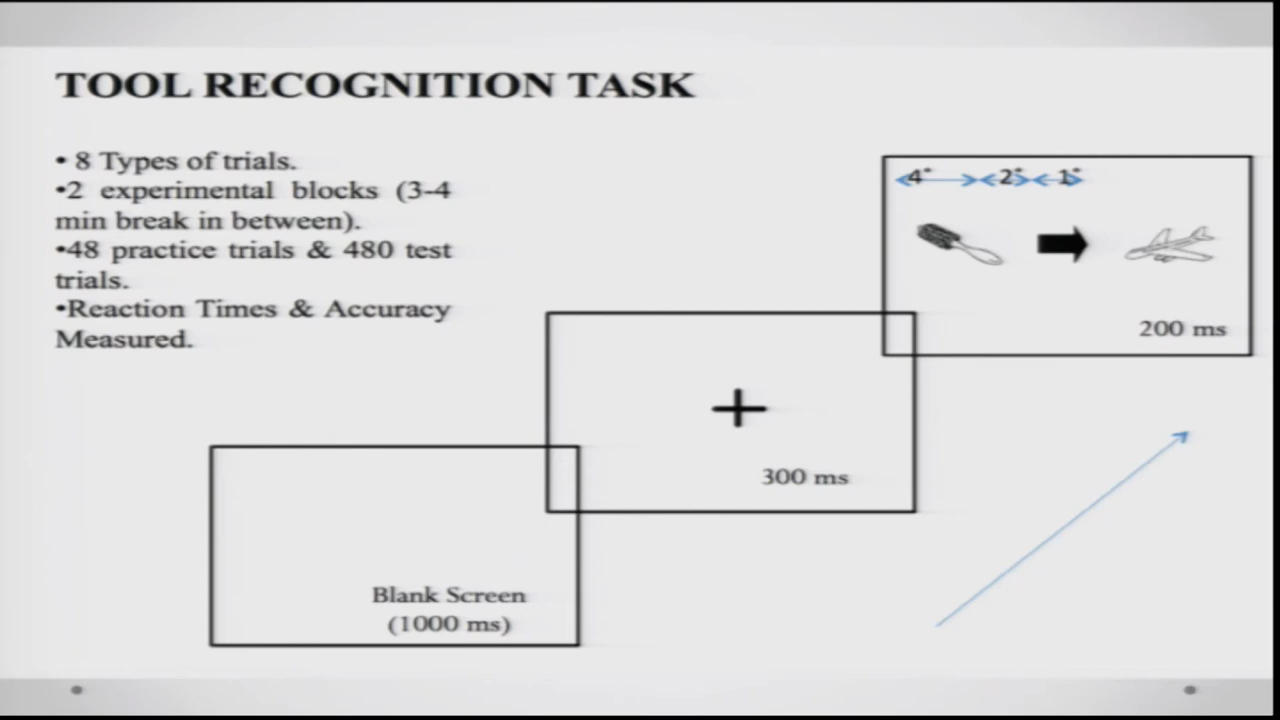 TOOL RECOGNITION TASK
• 8 Types of trials.
•2 experimental blocks (3-4
min break in between).
•48 practice trials & 480 test
trials.
•Reaction Times & Accuracy
Measured.
4˚ 2˚ 1˚
200 ms
300 ms
Blank Screen
(1000 ms)